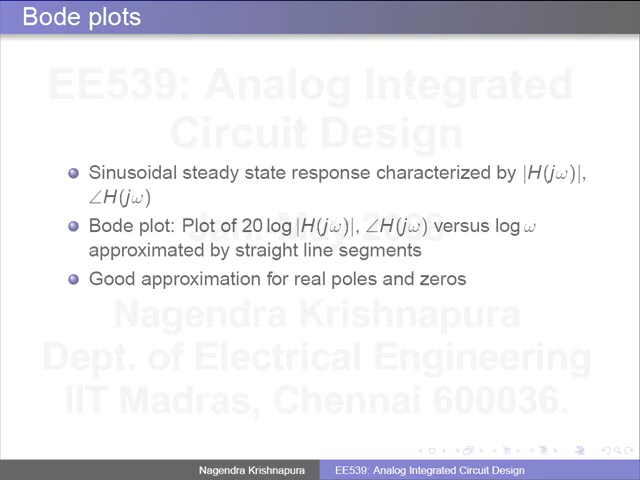 Bode plots
EE539: Analog Integrated
Circuit Design
Sinusoidal steady state response characterized by |H(jω)|,
∠H(jω)
Bode plot: Plot of 20 log |H(jω)|, ∠H(jω) versus log ω
approximated by straight line segments
Good approximation for real poles and zeros
Nagendra Krishnapura
Dept. of Electrical Engineering
IIT Madras, Chennai 600036.
Nagendra Krishnapura EE539: Analog Integrated Circuit Design